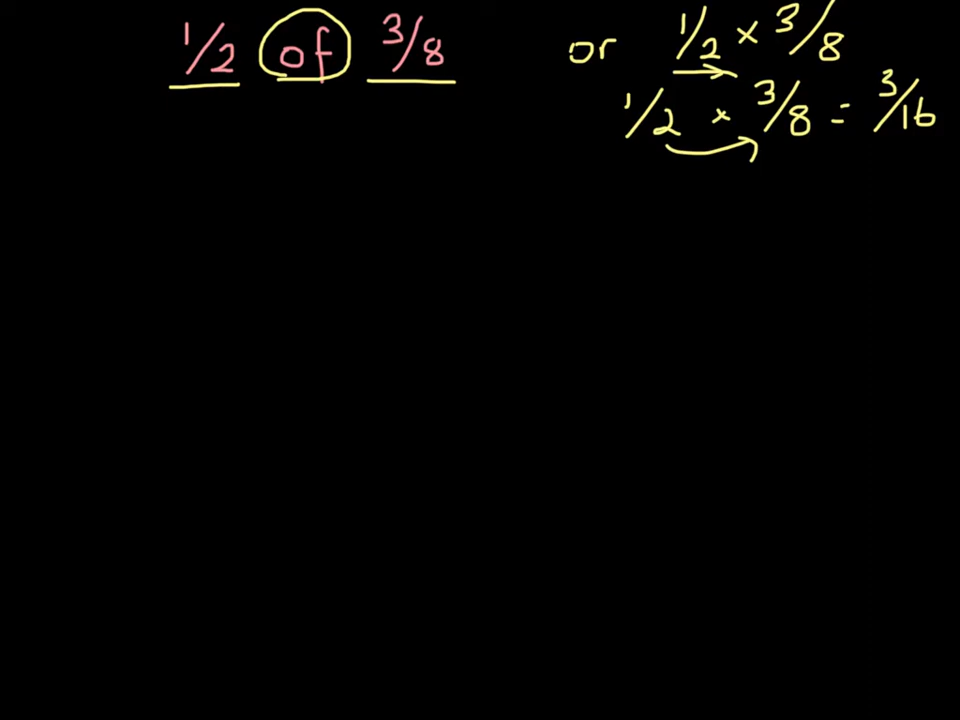 1/2 of 3/8 or 1/2 × 3/8
1/2 × 3/8 = 3/16